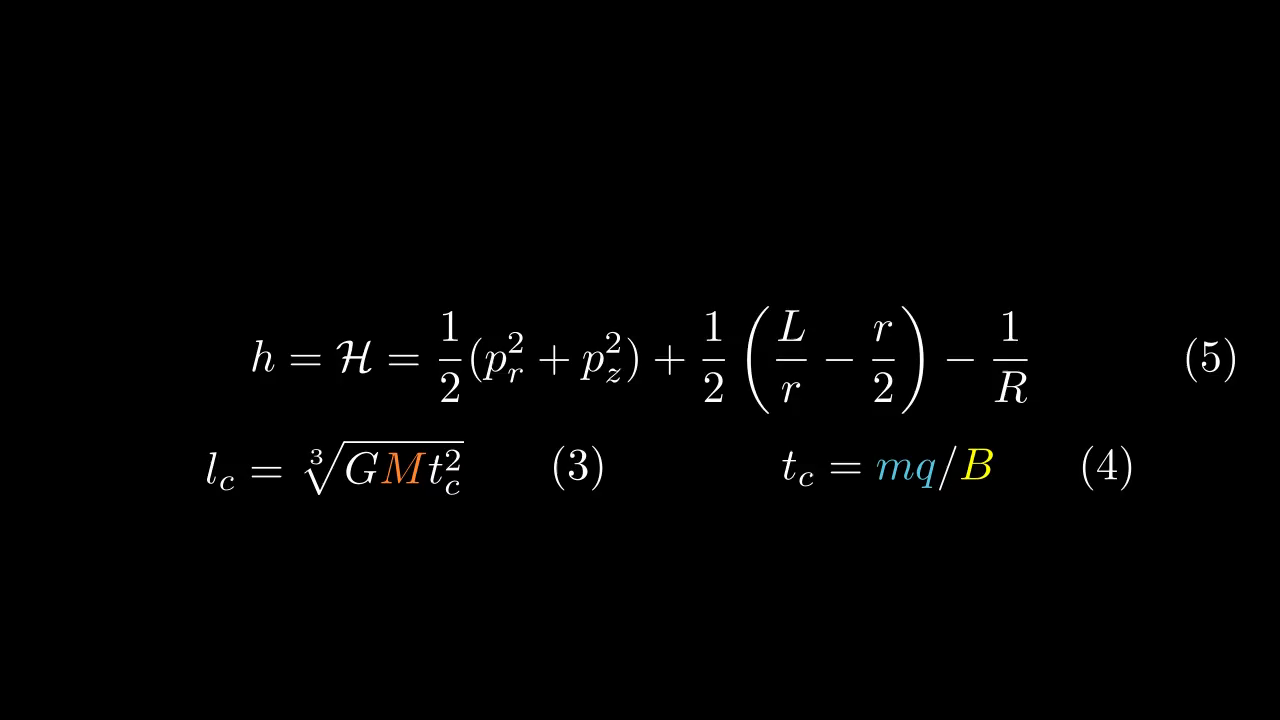 h = ℋ = \frac{1}{2}(p_r^2 + p_z^2) + \frac{1}{2}\left(\frac{L}{r} - \frac{r}{2}\right) - \frac{1}{R} (5)
l_c = \sqrt[3]{GMt_c^2} (3) t_c = mq/B (4)